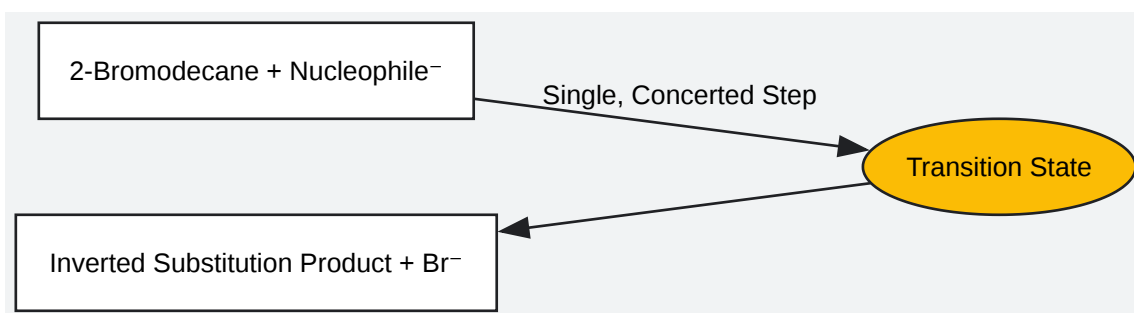 2-Bromodecane + Nucleophile⁻
Single, Concerted Step
Transition State
Inverted Substitution Product + Br⁻